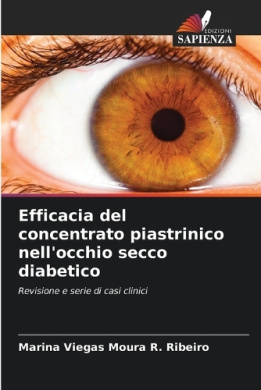 EDIZIONI
SAPIENZA
Efficacia del
concentrato piastrinico
nell'occhio secco
diabetico
Revisione e serie di casi clinici
Marina Viegas Moura R. Ribeiro